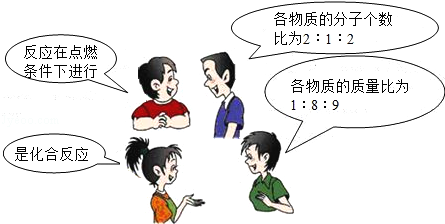 反应在点燃
条件下进行
各物质的分子个数
比为2∶1∶2
各物质的质量比为
1∶8∶9
是化合反应